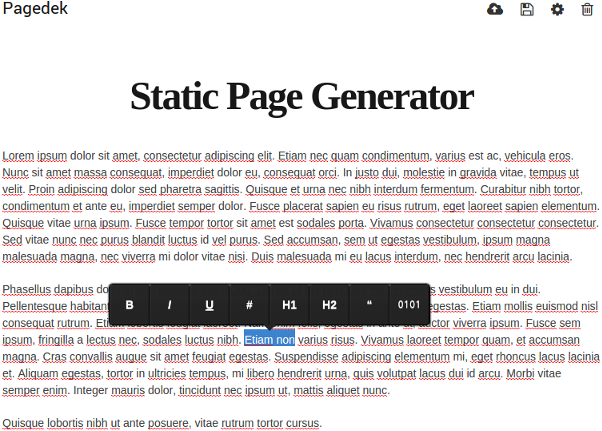 Pagedek
Static Page Generator
Lorem ipsum dolor sit amet, consectetur adipiscing elit. Etiam nec quam condimentum, varius est ac, vehicula eros.
Nunc sit amet massa consequat, imperdiet dolor eu, consequat orci. In justo dui, molestie in gravida vitae, tempus ut
velit. Proin adipiscing dolor sed pharetra sagittis. Quisque et urna nec nibh interdum fermentum. Curabitur nibh tortor,
condimentum et ante eu, imperdiet semper dolor. Fusce placerat sapien eu risus rutrum, eget laoreet sapien elementum.
Quisque vitae urna ipsum. Fusce tempor tortor sit amet est sodales porta. Vivamus consectetur consectetur consectetur.
Sed vitae nunc nec purus blandit luctus id vel purus. Sed accumsan, sem ut egestas vestibulum, ipsum magna
malesuada magna, nec viverra mi dolor vitae nisi. Duis malesuada mi eu lacus interdum, nec hendrerit arcu lacinia.
Phasellus dapibus do s vestibulum eu in dui.
Pellentesque habitant egestas. Etiam mollis euismod nisl
B I U # H1 H2 “ 0101
consequat rutrum. auctor viverra ipsum. Fusce sem
ipsum, fringilla a lectus nec, sodales luctus nibh. Etiam non varius risus. Vivamus laoreet tempor quam, et accumsan
magna. Cras convallis augue sit amet feugiat egestas. Suspendisse adipiscing elementum mi, eget rhoncus lacus lacinia
et. Aliquam egestas, tortor in ultricies tempus, mi libero hendrerit urna, quis volutpat lacus dui id arcu. Morbi vitae
semper enim. Integer mauris dolor, tincidunt nec ipsum ut, mattis aliquet nunc.
Quisque lobortis nibh ut ante posuere, vitae rutrum tortor cursus.